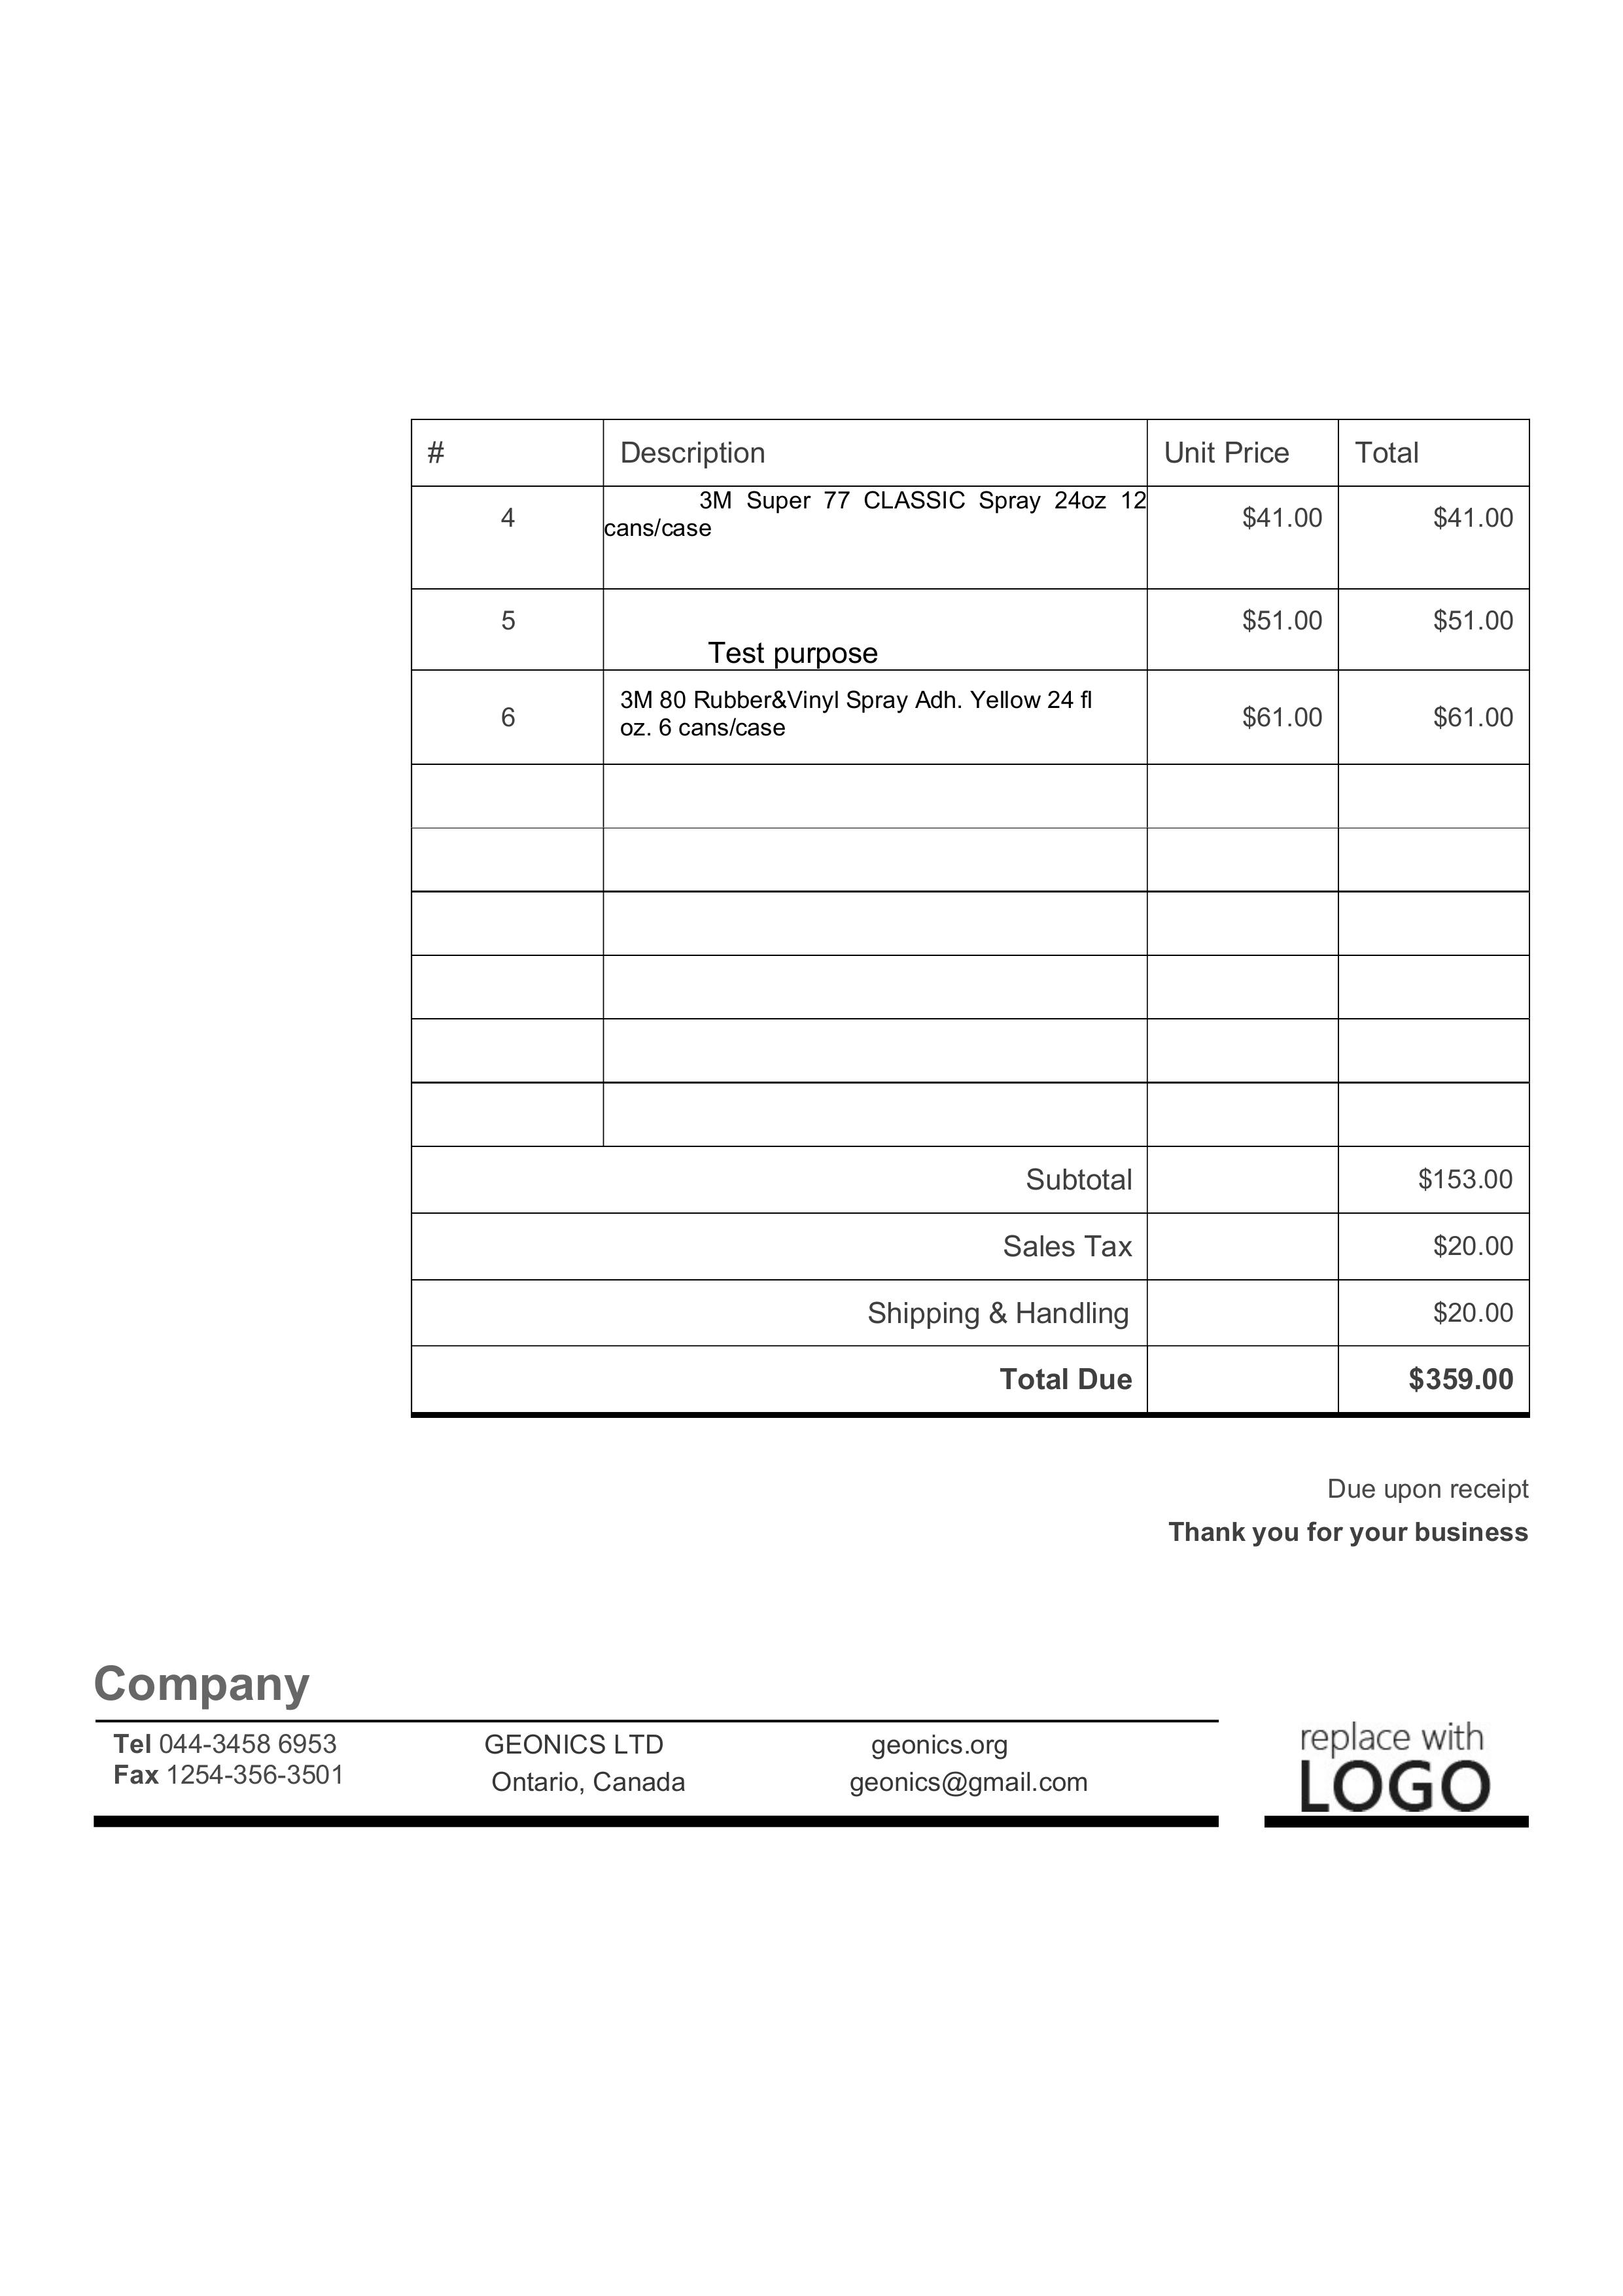 # Description Unit Price Total
4 3M Super 77 CLASSIC Spray 24oz 12 $41.00 $41.00
cans/case
5 $51.00 $51.00
Test purpose
3M 80 Rubber&Vinyl Spray Adh. Yellow 24 fl
6 $61.00 $61.00
oz. 6 cans/case
Subtotal $153.00
Sales Tax $20.00
Shipping & Handling $20.00
Total Due $359.00
Due upon receipt
Thank you for your business
Company
Tel 044-3458 6953 GEONICS LTD geonics.org
Fax 1254-356-3501 Ontario, Canada geonics@gmail.com
replace with
LOGO